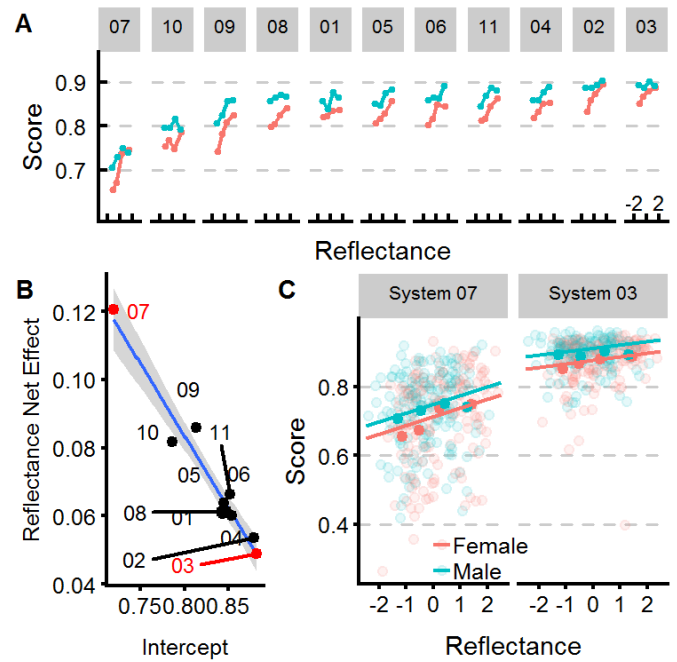 A
07 10 09 08 01 05 06 11 04 02 03
0.9
0.8
0.7
Score
-2 2
Reflectance
B
0.12
0.10
0.08
0.06
0.04
Reflectance Net Effect
07
09
10
11
05 06
08 01
04
02
03
0.75 0.80 0.85
Intercept
C
System 07 System 03
0.8
0.6
0.4
Score
Female
Male
-2 -1 0 1 2 -2 -1 0 1 2
Reflectance